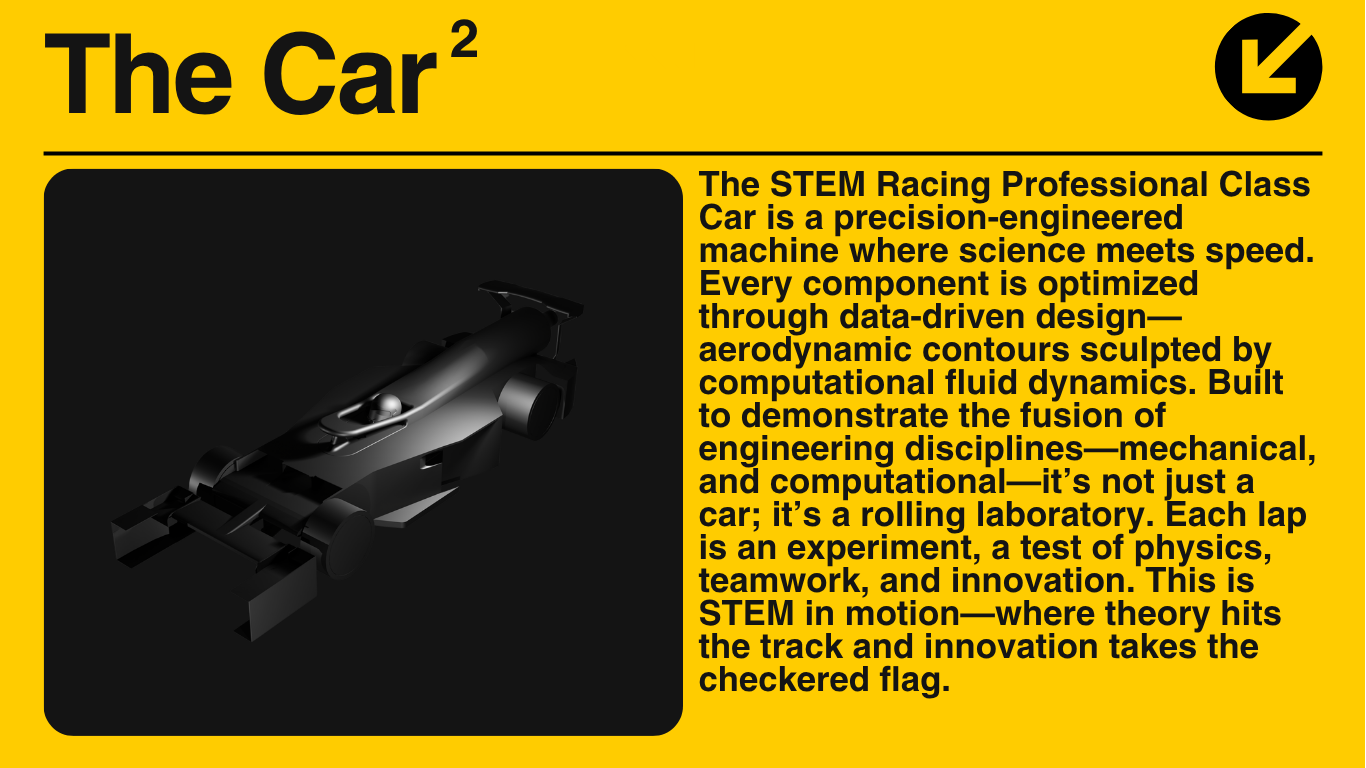 The Car ²
The STEM Racing Professional Class
Car is a precision-engineered
machine where science meets speed.
Every component is optimized
through data-driven design—
aerodynamic contours sculpted by
computational fluid dynamics. Built
to demonstrate the fusion of
engineering disciplines—mechanical,
and computational—it’s not just a
car; it’s a rolling laboratory. Each lap
is an experiment, a test of physics,
teamwork, and innovation. This is
STEM in motion—where theory hits
the track and innovation takes the
checkered flag.